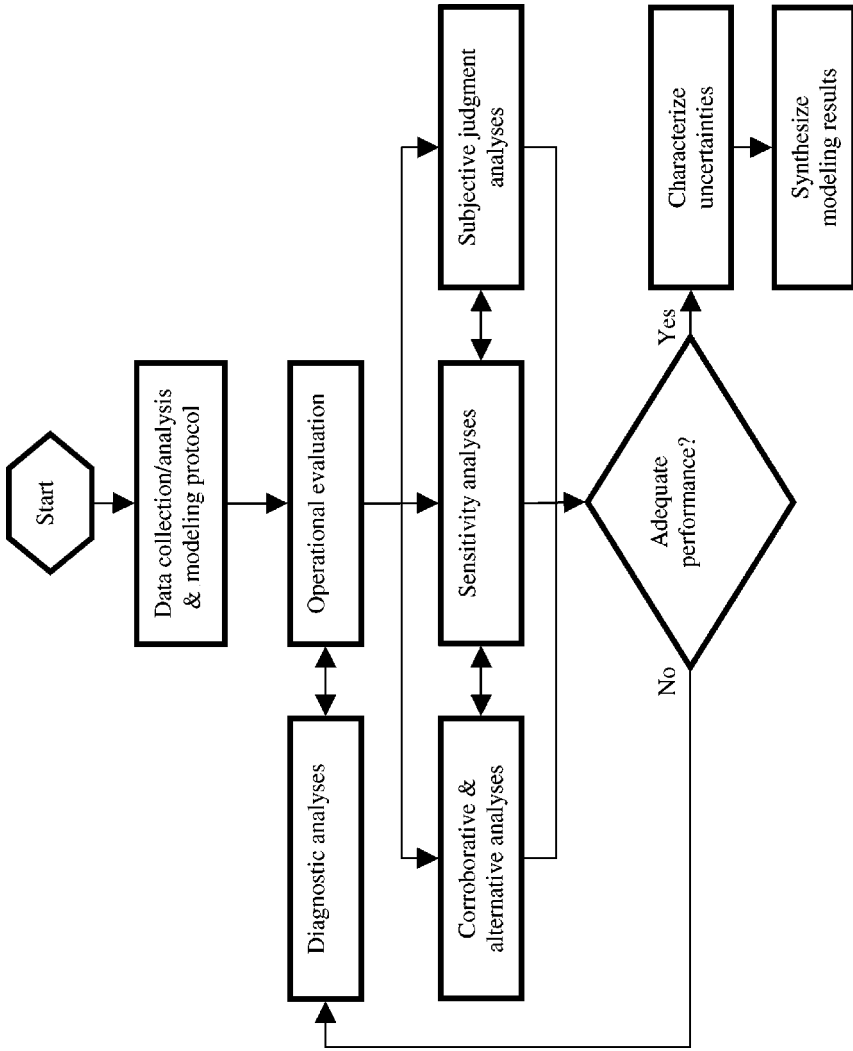 Start
Data collection/analysis
& modeling protocol
Diagnostic analyses
Operational evaluation
Corroborative &
alternative analyses
Sensitivity analyses
Subjective judgment
analyses
No
Adequate
performance?
Yes
Characterize
uncertainties
Synthesize
modeling results